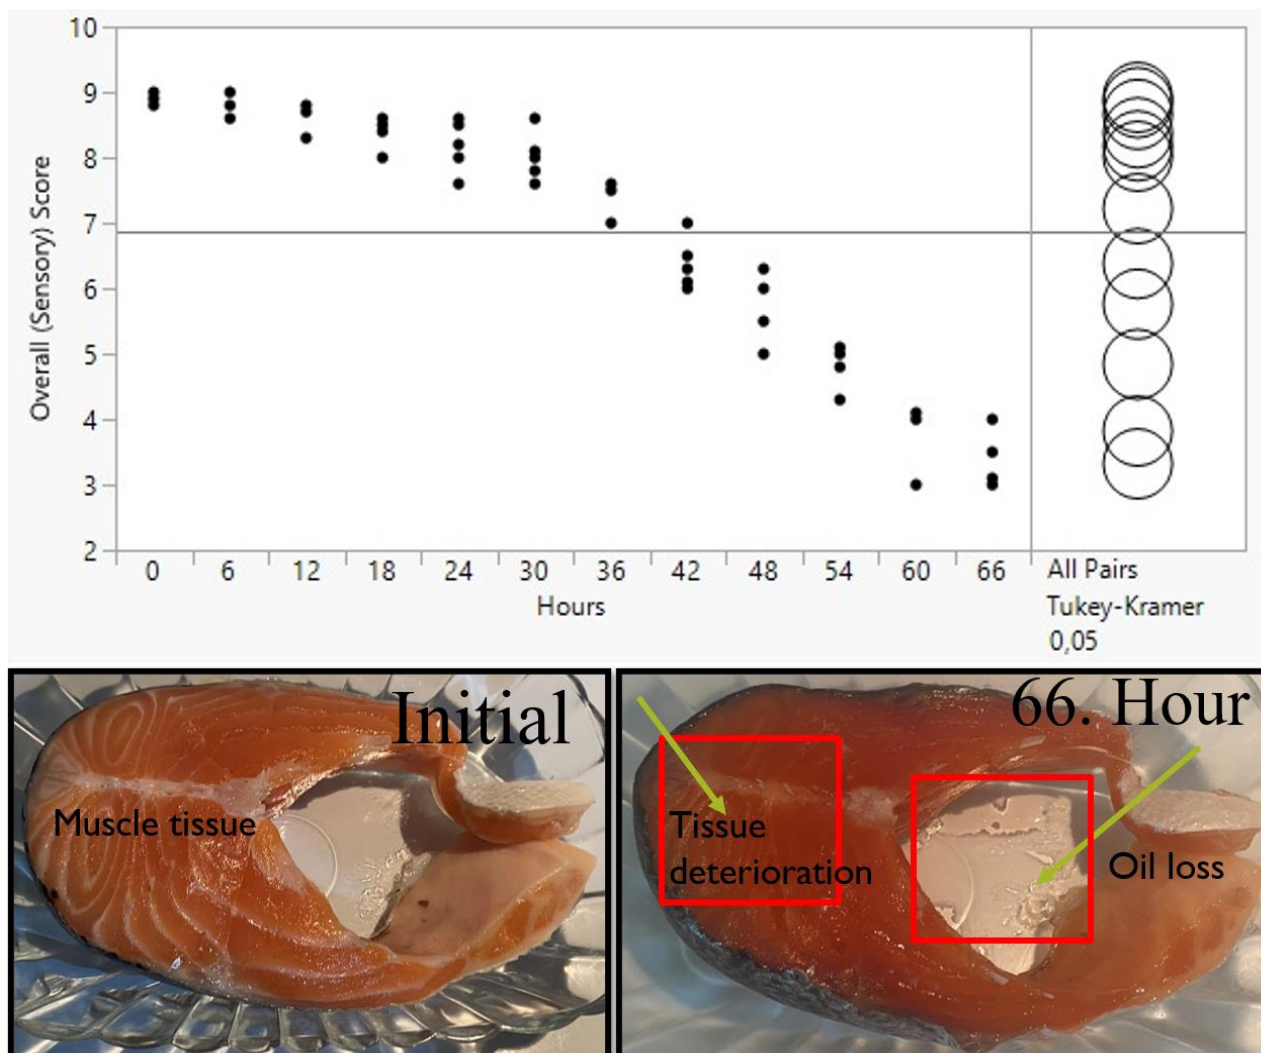 10
9
8
7
6
5
4
3
2
Overall (Sensory) Score
0 6 12 18 24 30 36 42 48 54 60 66
Hours
All Pairs
Tukey-Kramer
0,05
Initial
Muscle tissue
66. Hour
Tissue
deterioration
Oil loss